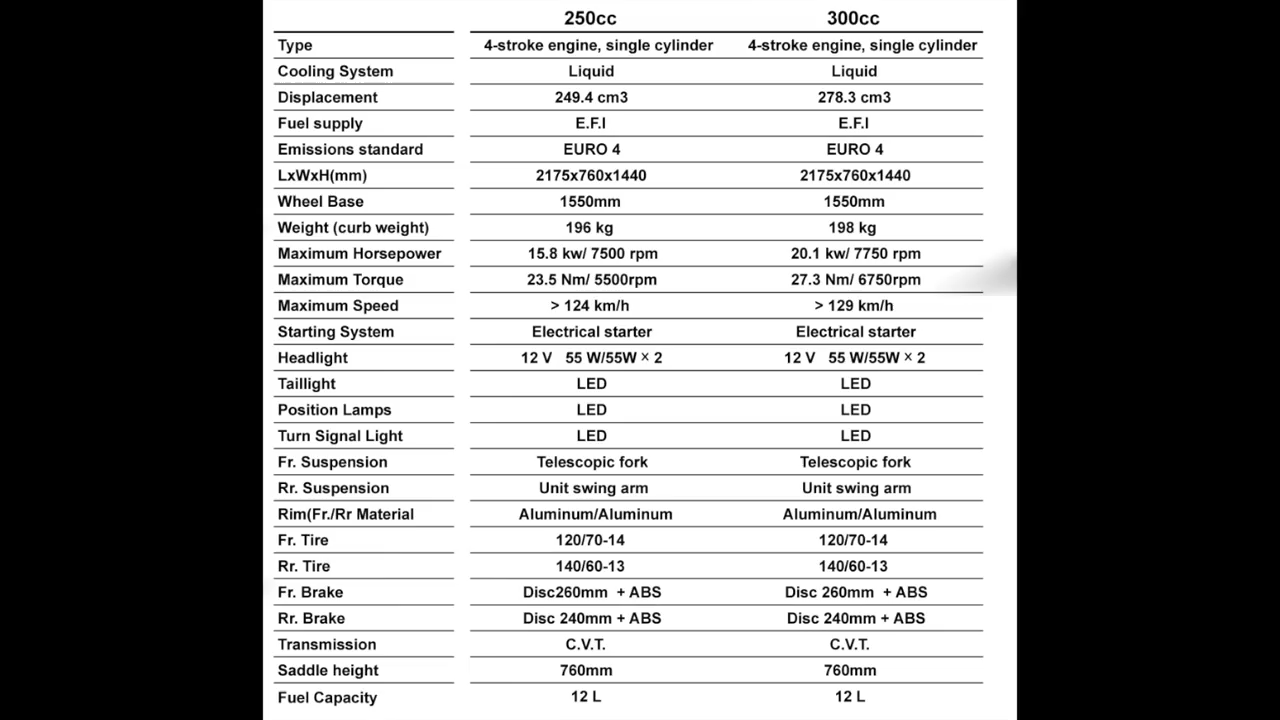 250cc 300cc
Type 4-stroke engine, single cylinder 4-stroke engine, single cylinder
Cooling System Liquid Liquid
Displacement 249.4 cm3 278.3 cm3
Fuel supply E.F.I E.F.I
Emissions standard EURO 4 EURO 4
LxWxH(mm) 2175x760x1440 2175x760x1440
Wheel Base 1550mm 1550mm
Weight (curb weight) 196 kg 198 kg
Maximum Horsepower 15.8 kw/ 7500 rpm 20.1 kw/ 7750 rpm
Maximum Torque 23.5 Nm/ 5500rpm 27.3 Nm/ 6750rpm
Maximum Speed > 124 km/h > 129 km/h
Starting System Electrical starter Electrical starter
Headlight 12 V 55 W/55W × 2 12 V 55 W/55W × 2
Taillight LED LED
Position Lamps LED LED
Turn Signal Light LED LED
Fr. Suspension Telescopic fork Telescopic fork
Rr. Suspension Unit swing arm Unit swing arm
Rim(Fr./Rr Material Aluminum/Aluminum Aluminum/Aluminum
Fr. Tire 120/70-14 120/70-14
Rr. Tire 140/60-13 140/60-13
Fr. Brake Disc260mm + ABS Disc 260mm + ABS
Rr. Brake Disc 240mm + ABS Disc 240mm + ABS
Transmission C.V.T. C.V.T.
Saddle height 760mm 760mm
Fuel Capacity 12 L 12 L